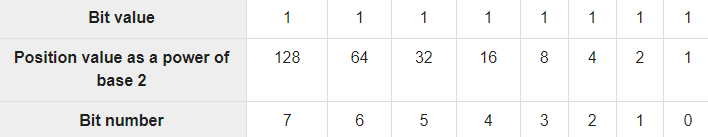 Bit value 1 1 1 1 1 1 1 1
Position value as a power of
base 2 128 64 32 16 8 4 2 1
Bit number 7 6 5 4 3 2 1 0